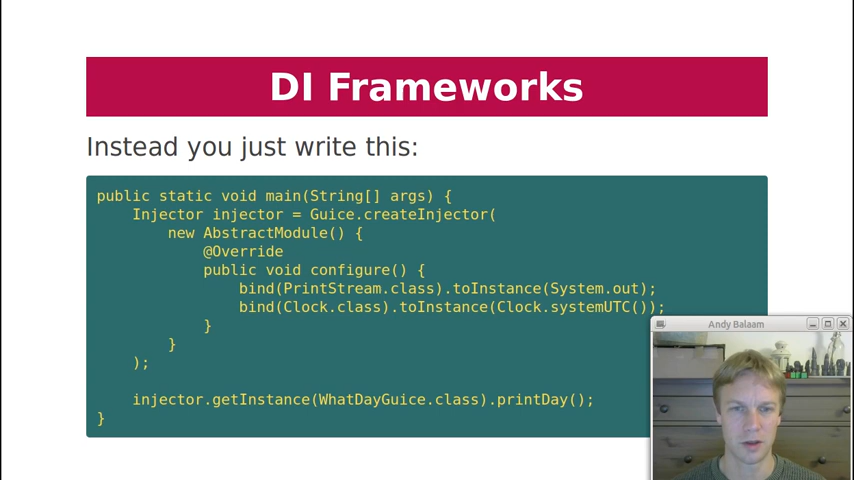 DI Frameworks
Instead you just write this:
public static void main(String[] args) {
    Injector injector = Guice.createInjector(
        new AbstractModule() {
            @Override
            public void configure() {
                bind(PrintStream.class).toInstance(System.out);
                bind(Clock.class).toInstance(Clock.systemUTC());
            }
        }
    );
    injector.getInstance(WhatDayGuice.class).printDay();
}
Andy Balaam